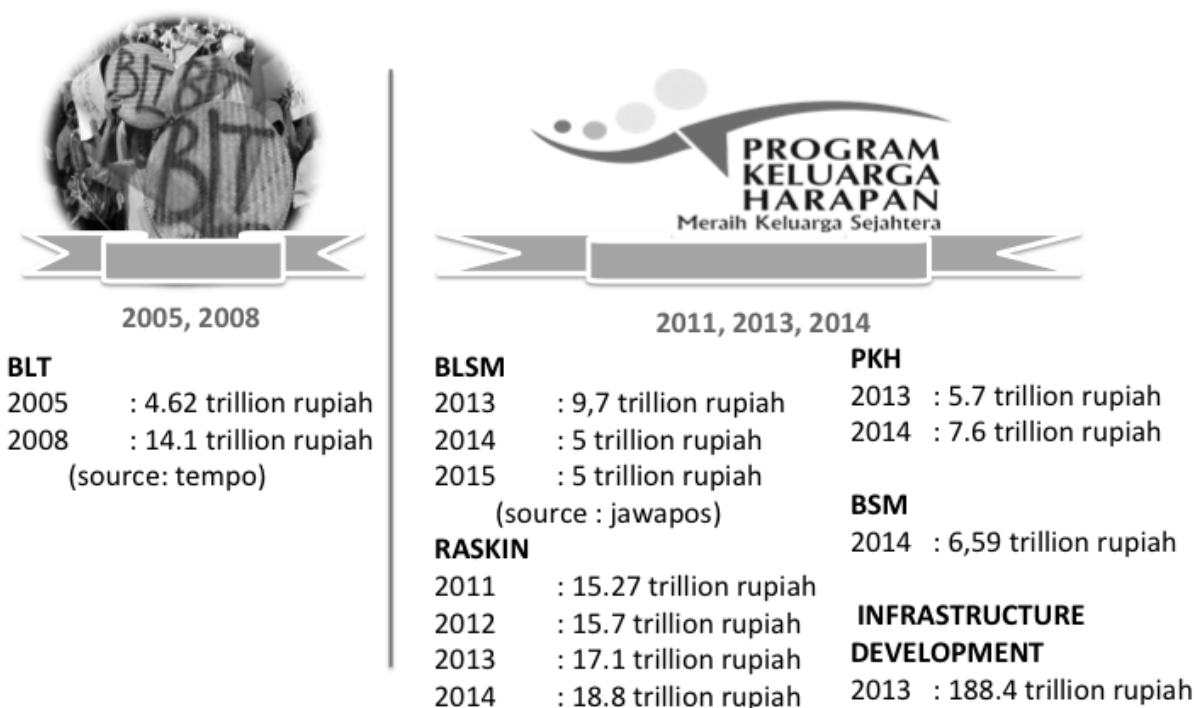 BLT
BLT
BLT
2005, 2008
BLT
2005 : 4.62 trillion rupiah
2008 : 14.1 trillion rupiah
(source: tempo)
PROGRAM
KELUARGA
HARAPAN
Meraih Keluarga Sejahtera
2011, 2013, 2014
BLSM
2013 : 9,7 trillion rupiah
2014 : 5 trillion rupiah
2015 : 5 trillion rupiah
(source : jawapos)
RASKIN
2011 : 15.27 trillion rupiah
2012 : 15.7 trillion rupiah
2013 : 17.1 trillion rupiah
2014 : 18.8 trillion rupiah
PKH
2013 : 5.7 trillion rupiah
2014 : 7.6 trillion rupiah
BSM
2014 : 6,59 trillion rupiah
INFRASTRUCTURE
DEVELOPMENT
2013 : 188.4 trillion rupiah